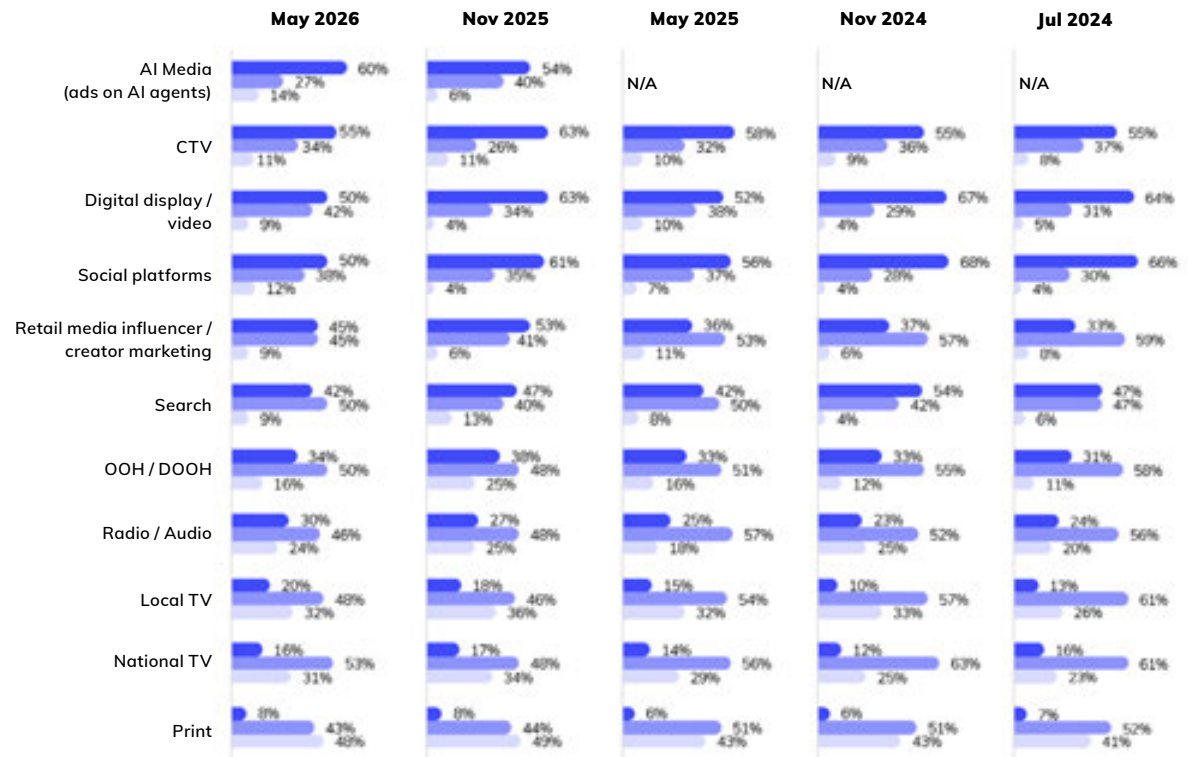 May 2026 Nov 2025 May 2025 Nov 2024 Jul 2024
AI Media
(ads on AI agents)
60% 54%
27% 40%
14% 6%
N/A N/A N/A
CTV
55% 63% 58% 55% 55%
34% 26% 32% 36% 37%
11% 11% 10% 9% 8%
Digital display /
video
50% 63% 52% 67% 64%
42% 34% 38% 29% 31%
9% 4% 10% 4% 5%
Social platforms
50% 61% 56% 68% 66%
38% 35% 37% 28% 30%
12% 4% 7% 4% 4%
Retail media influencer /
creator marketing
45% 53% 36% 37% 33%
45% 41% 53% 57% 59%
9% 6% 11% 6% 8%
Search
42% 47% 42% 54% 47%
50% 40% 50% 42% 47%
9% 13% 8% 4% 6%
OOH / DOOH
34% 38% 33% 33% 31%
50% 48% 51% 55% 58%
16% 25% 16% 12% 11%
Radio / Audio
30% 27% 25% 23% 24%
46% 48% 57% 52% 56%
24% 25% 18% 25% 20%
Local TV
20% 18% 15% 10% 13%
48% 46% 54% 57% 61%
32% 36% 32% 33% 26%
National TV
16% 17% 14% 12% 16%
53% 48% 56% 63% 61%
31% 34% 29% 25% 23%
Print
8% 8% 6% 6% 7%
43% 44% 51% 51% 52%
48% 49% 43% 43% 41%